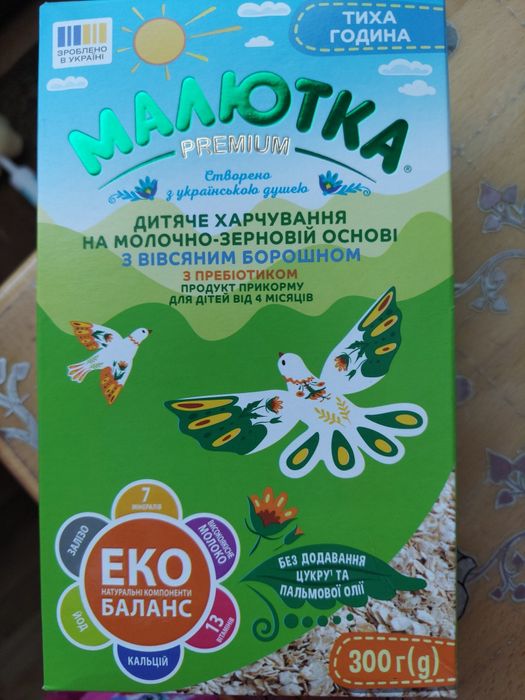 ЗРОБЛЕНО
В УКРАЇНІ
ТИХА
ГОДИНА
МАЛЮТКА®
PREMIUM
Створено
з українською душею
ДИТЯЧЕ ХАРЧУВАННЯ
НА МОЛОЧНО-ЗЕРНОВІЙ ОСНОВІ
З ВІВСЯНИМ БОРОШНОМ
З ПРЕБІОТИКОМ
ПРОДУКТ ПРИКОРМУ
ДЛЯ ДІТЕЙ ВІД 4 МІСЯЦІВ
7
МІНЕРАЛІВ
ЗАЛІЗО
ВИСОКОЯКІСНЕ
МОЛОКО
ЕКО
НАТУРАЛЬНІ КОМПОНЕНТИ
БАЛАНС
ЙОД
13
ВІТАМІНІВ
КАЛЬЦІЙ
БЕЗ ДОДАВАННЯ
ЦУКРУ¹ ТА
ПАЛЬМОВОЇ ОЛІЇ
300 г(g)